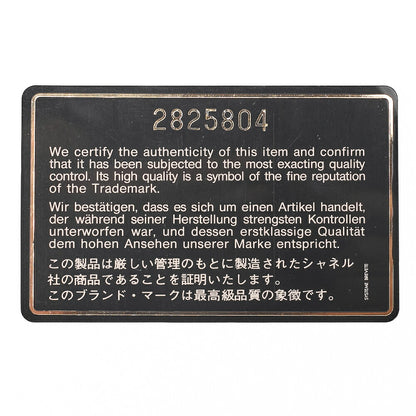 2825804
We certify the authenticity of this item and confirm
that it has been subjected to the most exacting quality
control. Its high quality is a symbol of the fine reputation
of the Trademark.
Wir bestätigen, dass es sich um einen Artikel handelt,
der während seiner Herstellung strengsten Kontrollen
unterworfen war, und dessen erstklassige Qualität
dem hohen Ansehen unserer Marke entspricht.
この製品は厳しい管理のもとに製造されたシャネル
社の商品であることを証明いたします。
このブランド・マークは最高級品質の象徴です。
SYSTEME BREVETE